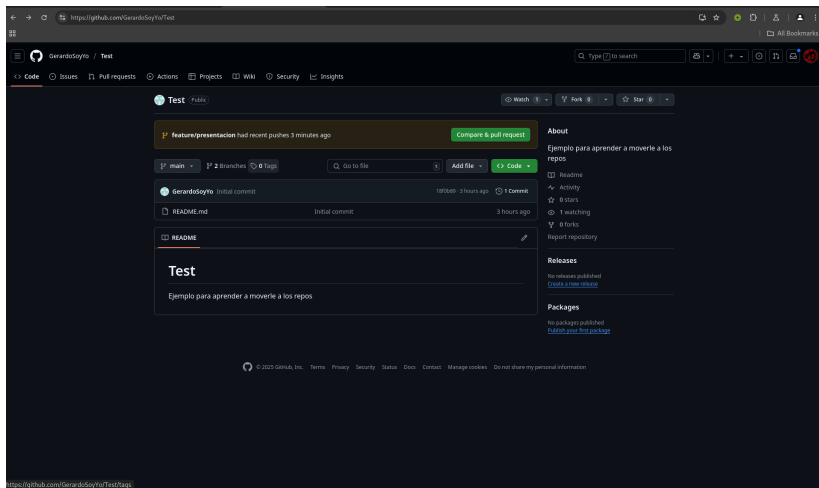 https://github.com/GerardoSoyYo/Test
All Bookmarks
GerardoSoyYo / Test
Type / to search
Code Issues Pull requests Actions Projects Wiki Security Insights
Test Public
Watch 1 Fork 0 Star 0
feature/presentacion had recent pushes 3 minutes ago
Compare & pull request
main 2 Branches 0 Tags
Go to file t
Add file Code
GerardoSoyYo Initial commit
18f0b69 · 3 hours ago 1 Commit
README.md Initial commit 3 hours ago
README
Test
Ejemplo para aprender a moverle a los repos
About
Ejemplo para aprender a moverle a los
repos
Readme
Activity
0 stars
1 watching
0 forks
Report repository
Releases
No releases published
Create a new release
Packages
No packages published
Publish your first package
© 2025 GitHub, Inc. Terms Privacy Security Status Docs Contact Manage cookies Do not share my personal information
https://github.com/GerardoSoyYo/Test/tags